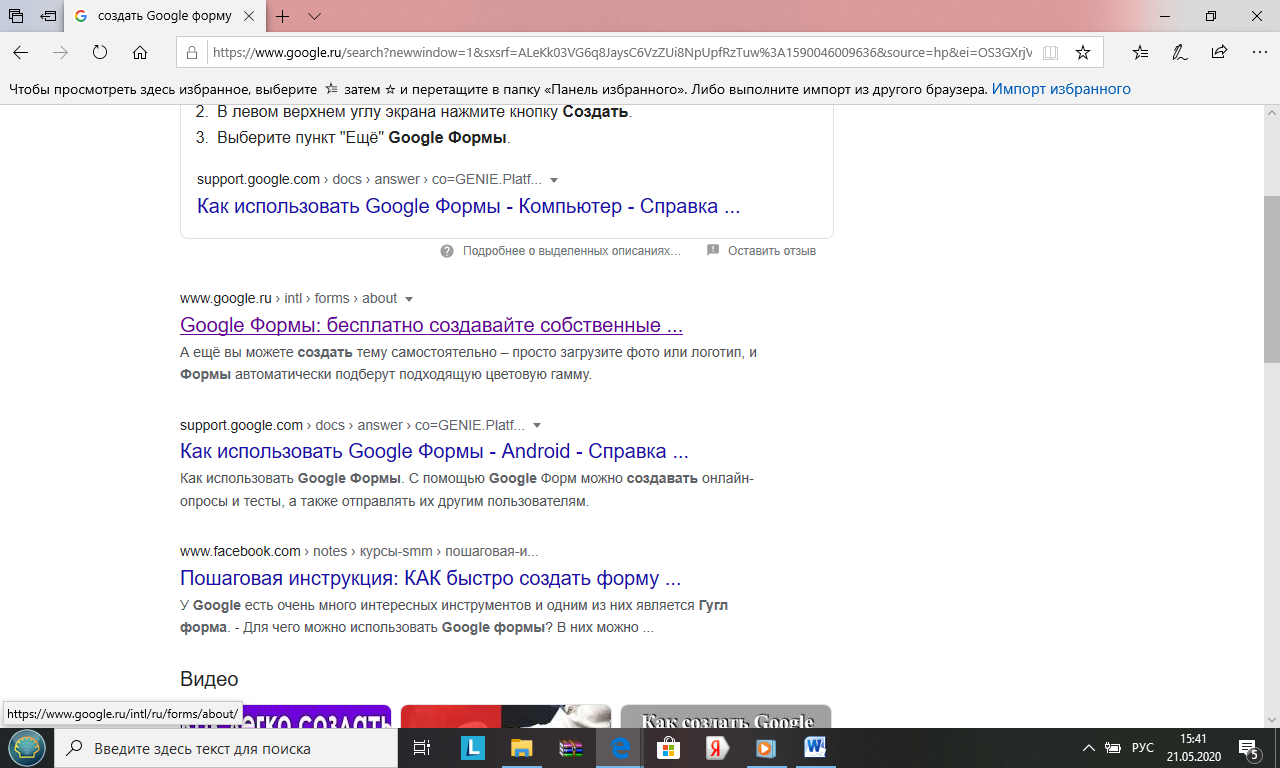 создать Google форму
https://www.google.ru/search?newwindow=1&sxsrf=ALeKk03VG6q8JaysC6VzZUi8NpUpfRzTuw%3A1590046009636&source=hp&ei=OS3GXrjV
Чтобы просмотреть здесь избранное, выберите затем ☆ и перетащите в папку «Панель избранного». Либо выполните импорт из другого браузера. Импорт избранного
2. В левом верхнем углу экрана нажмите кнопку Создать.
3. Выберите пункт "Ещё" Google Формы.
support.google.com › docs › answer › co=GENIE.Platf...
Как использовать Google Формы - Компьютер - Справка ...
Подробнее о выделенных описаниях...
Оставить отзыв
www.google.ru › intl › forms › about
Google Формы: бесплатно создавайте собственные ...
А ещё вы можете создать тему самостоятельно – просто загрузите фото или логотип, и
Формы автоматически подберут подходящую цветовую гамму.
support.google.com › docs › answer › co=GENIE.Platf...
Как использовать Google Формы - Android - Справка ...
Как использовать Google Формы. С помощью Google Форм можно создавать онлайн-
опросы и тесты, а также отправлять их другим пользователям.
www.facebook.com › notes › курсы-smm › пошаговая-и...
Пошаговая инструкция: КАК быстро создать форму ...
У Google есть очень много интересных инструментов и одним из них является Гугл
форма. - Для чего можно использовать Google формы? В них можно ...
Видео
https://www.google.ru/intl/ru/forms/about/
ЛЕГКО СОЗДАТЬ
Как создать Google
Введите здесь текст для поиска
L
Я
W
РУС
15:41
21.05.2020
5